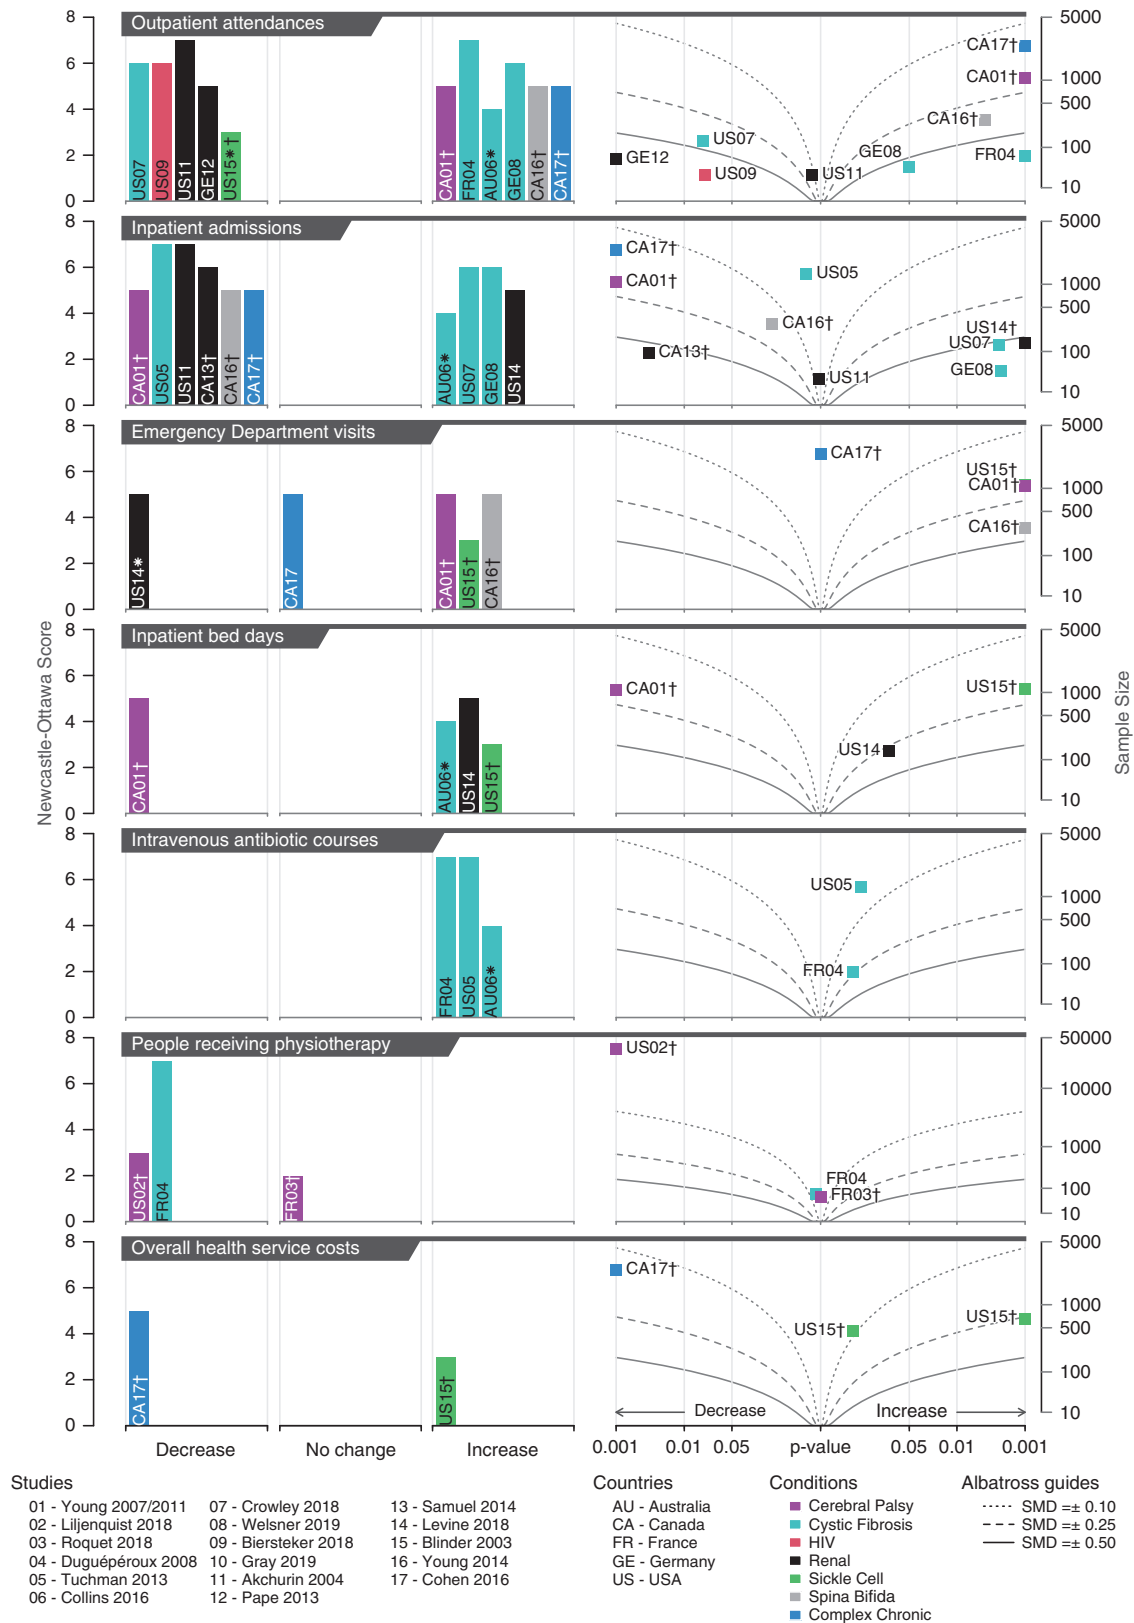 Outpatient attendances
8
6
4
2
0
US07
US09
US11
GE12
US15*†
CA01†
FR04
AU06*
GE08
CA16†
CA17†
GE12
US07
US09
US11
GE08
CA16†
CA17†
CA01†
FR04
5000
1000
500
100
10
Inpatient admissions
8
6
4
2
0
CA01†
US05
US11
CA13†
CA16†
CA17†
AU06*
US07
GE08
US14
CA17†
CA01†
CA13†
CA16†
US05
US11
US14†
US07
GE08
5000
1000
500
100
10
Emergency Department visits
8
6
4
2
0
US14*
CA17
CA01†
US15†
CA16†
CA17†
US15†
CA01†
CA16†
5000
1000
500
100
10
Newcastle-Ottawa Score
Sample Size
Inpatient bed days
8
6
4
2
0
CA01†
AU06*
US14
US15†
CA01†
US14
US15†
5000
1000
500
100
10
Intravenous antibiotic courses
8
6
4
2
0
FR04
US05
AU06*
US05
FR04
5000
1000
500
100
10
People receiving physiotherapy
8
6
4
2
0
US02†
FR04
FR03†
US02†
FR04
FR03†
50000
10000
1000
100
10
Overall health service costs
8
6
4
2
0
CA17†
US15†
CA17†
US15†
US15†
5000
1000
500
100
10
Decrease
Increase
Decrease
No change
Increase
0.001
0.01
0.05
p-value
0.05
0.01
0.001
Studies
01 - Young 2007/2011
02 - Liljenquist 2018
03 - Roquet 2018
04 - Duguépéroux 2008
05 - Tuchman 2013
06 - Collins 2016
07 - Crowley 2018
08 - Welsner 2019
09 - Biersteker 2018
10 - Gray 2019
11 - Akchurin 2004
12 - Pape 2013
13 - Samuel 2014
14 - Levine 2018
15 - Blinder 2003
16 - Young 2014
17 - Cohen 2016
Countries
AU - Australia
CA - Canada
FR - France
GE - Germany
US - USA
Conditions
Cerebral Palsy
Cystic Fibrosis
HIV
Renal
Sickle Cell
Spina Bifida
Complex Chronic
Albatross guides
SMD =± 0.10
SMD =± 0.25
SMD =± 0.50